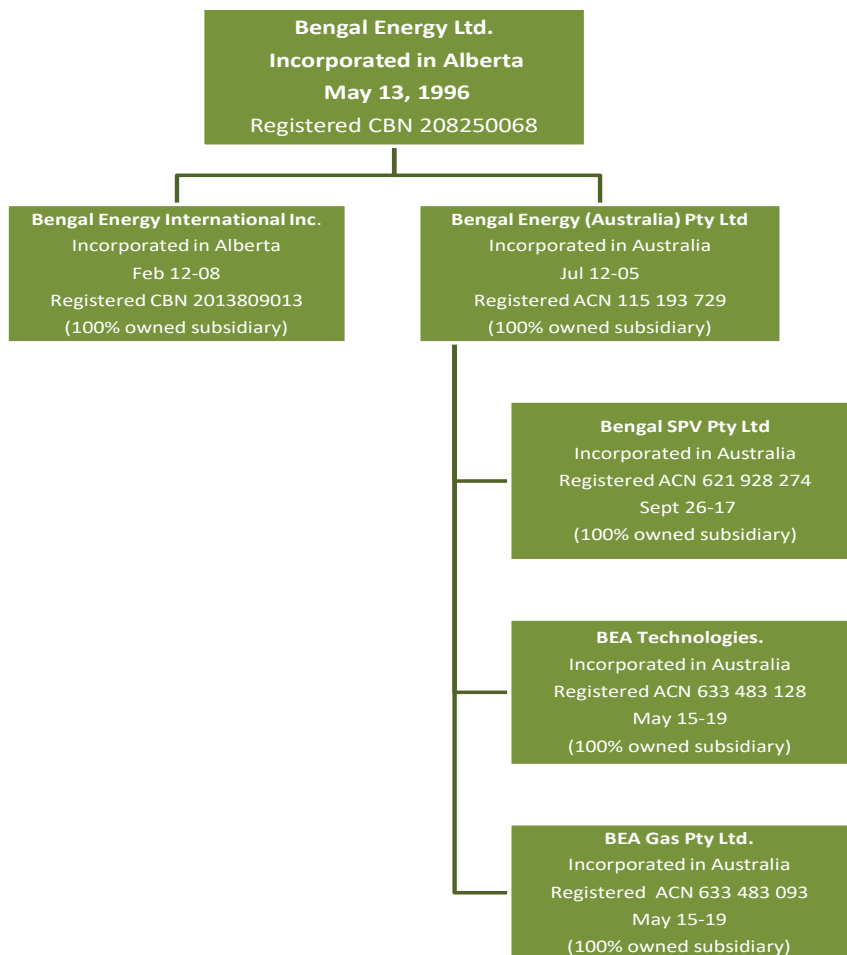 Bengal Energy Ltd.
Incorporated in Alberta
May 13, 1996
Registered CBN 208250068
Bengal Energy International Inc.
Incorporated in Alberta
Feb 12-08
Registered CBN 2013809013
(100% owned subsidiary)
Bengal Energy (Australia) Pty Ltd
Incorporated in Australia
Jul 12-05
Registered ACN 115 193 729
(100% owned subsidiary)
Bengal SPV Pty Ltd
Incorporated in Australia
Registered ACN 621 928 274
Sept 26-17
(100% owned subsidiary)
BEA Technologies.
Incorporated in Australia
Registered ACN 633 483 128
May 15-19
(100% owned subsidiary)
BEA Gas Pty Ltd.
Incorporated in Australia
Registered ACN 633 483 093
May 15-19
(100% owned subsidiary)